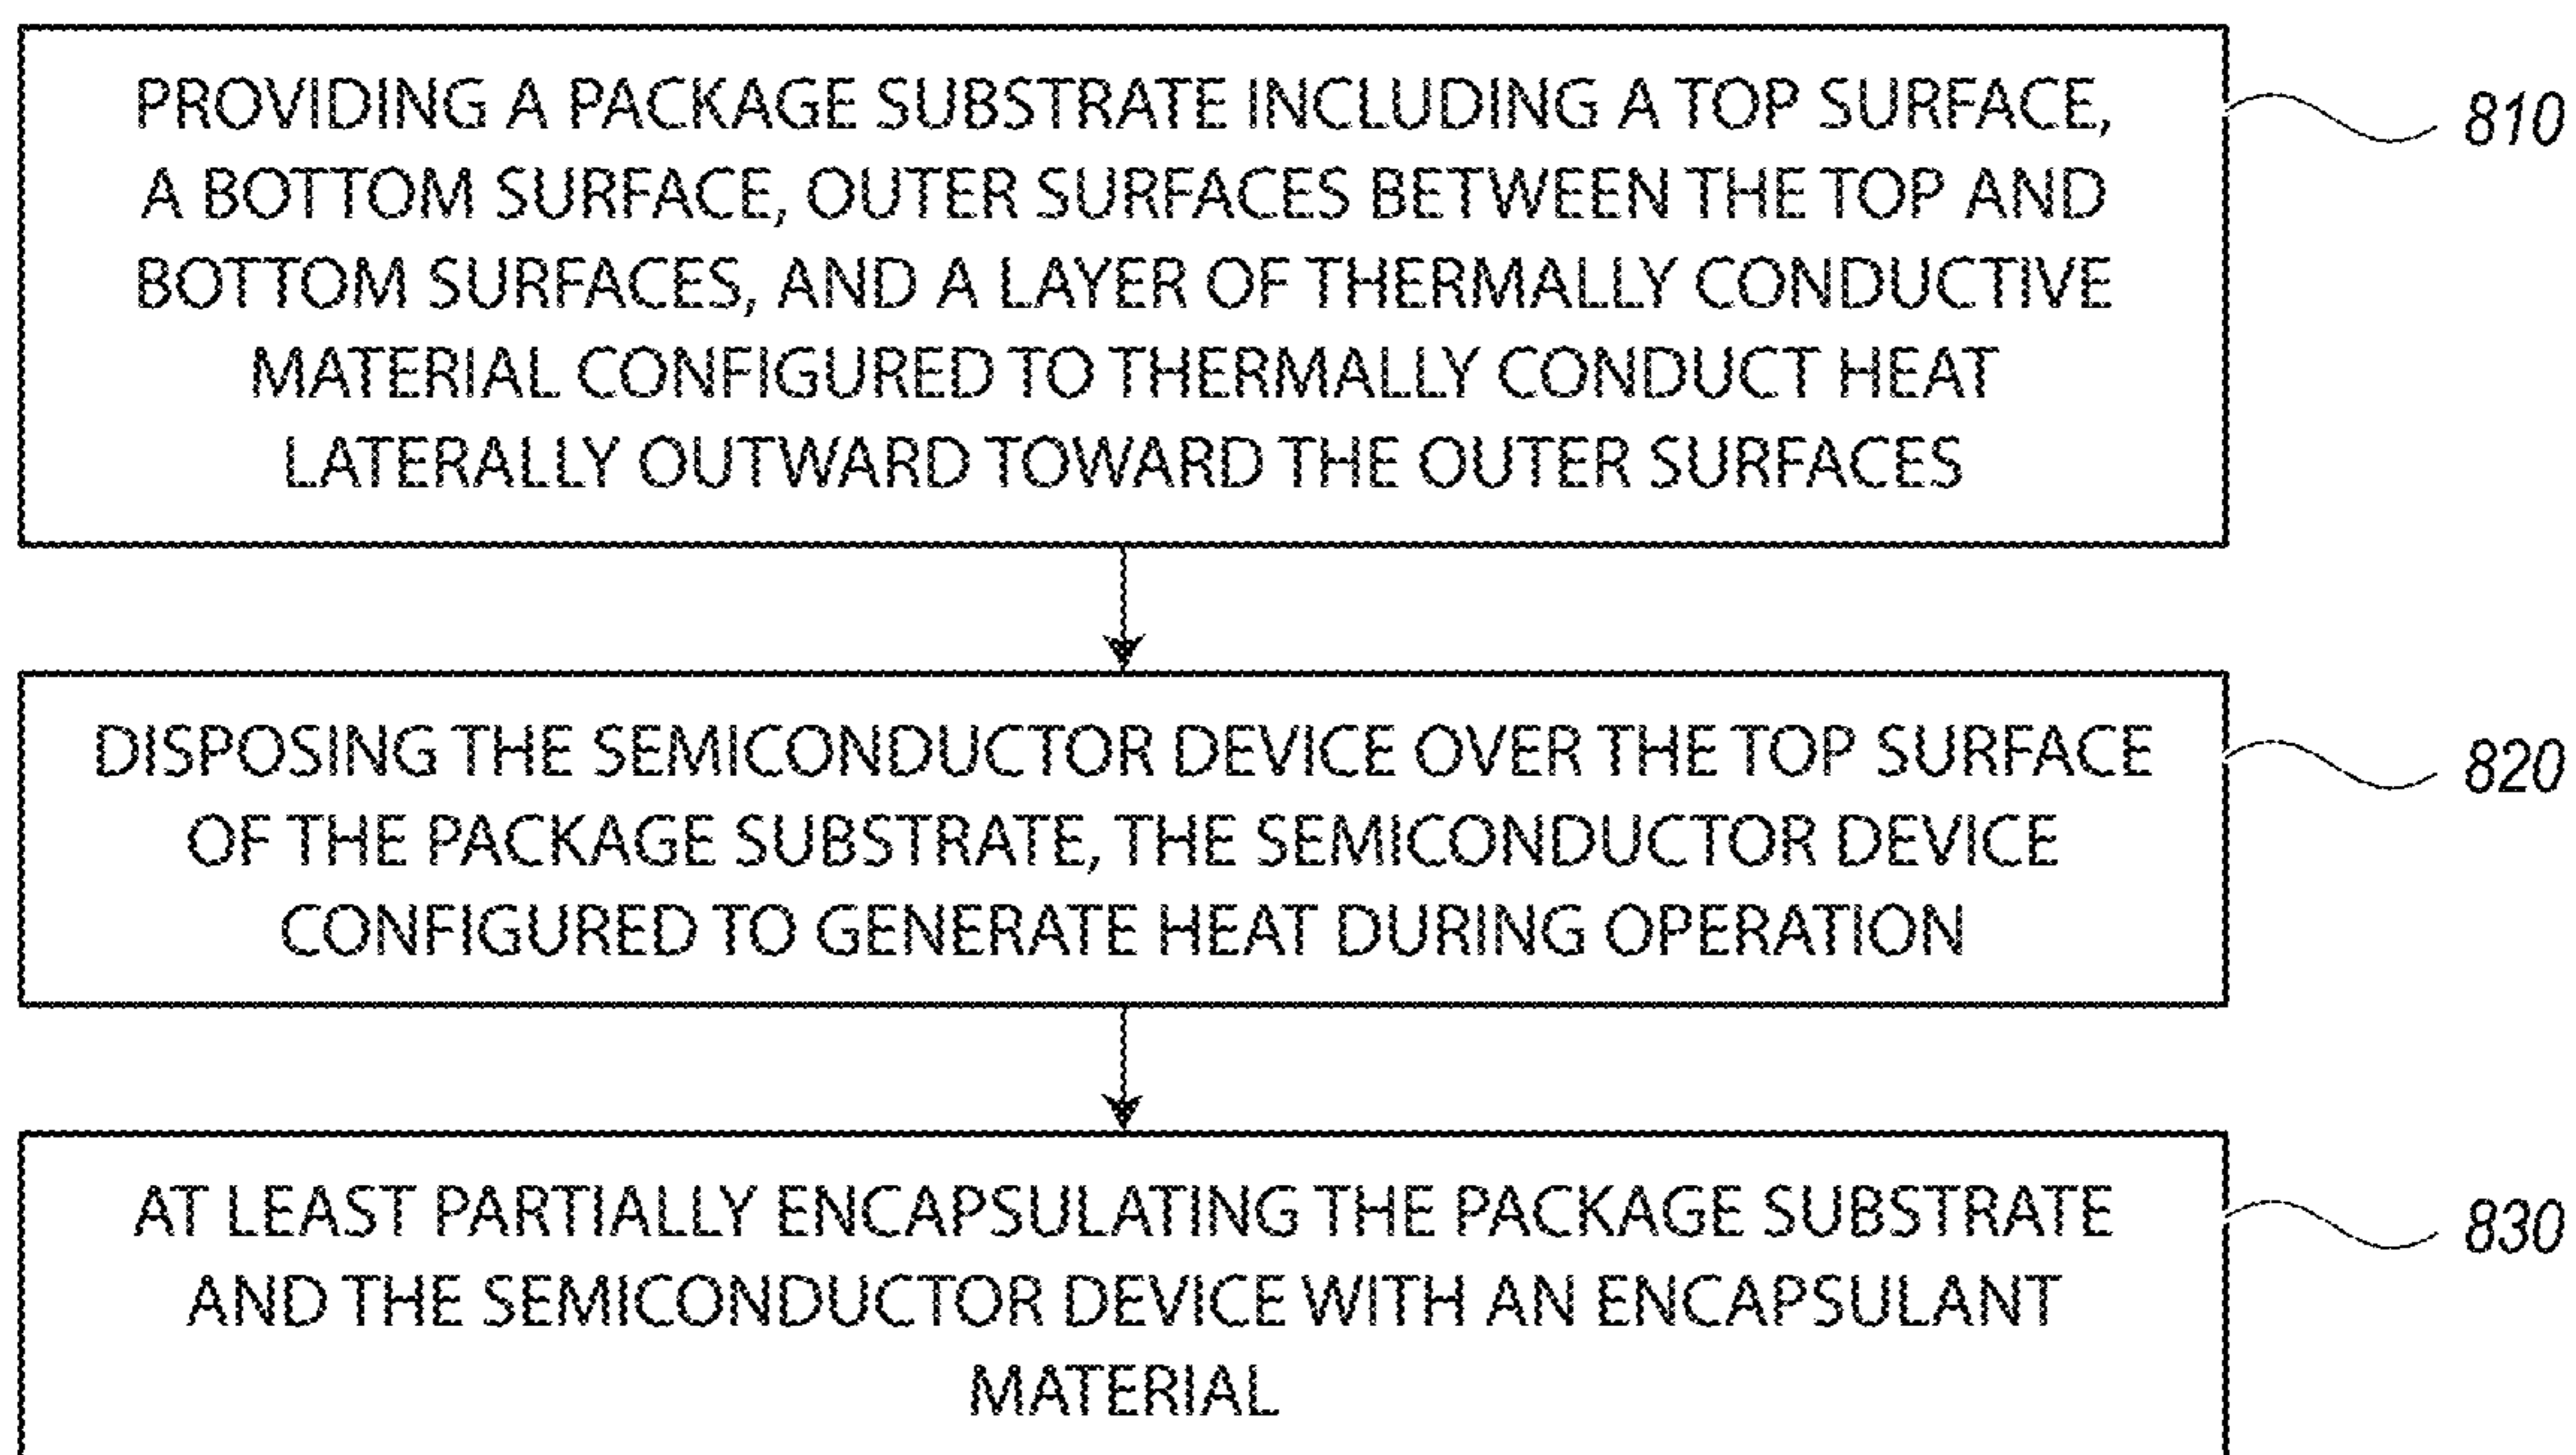 PROVIDING A PACKAGE SUBSTRATE INCLUDING A TOP SURFACE,
A BOTTOM SURFACE, OUTER SURFACES BETWEEN THE TOP AND
BOTTOM SURFACES, AND A LAYER OF THERMALLY CONDUCTIVE
MATERIAL CONFIGURED TO THERMALLY CONDUCT HEAT
LATERALLY OUTWARD TOWARD THE OUTER SURFACES
810
DISPOSING THE SEMICONDUCTOR DEVICE OVER THE TOP SURFACE
OF THE PACKAGE SUBSTRATE, THE SEMICONDUCTOR DEVICE
CONFIGURED TO GENERATE HEAT DURING OPERATION
820
AT LEAST PARTIALLY ENCAPSULATING THE PACKAGE SUBSTRATE
AND THE SEMICONDUCTOR DEVICE WITH AN ENCAPSULANT
MATERIAL
830